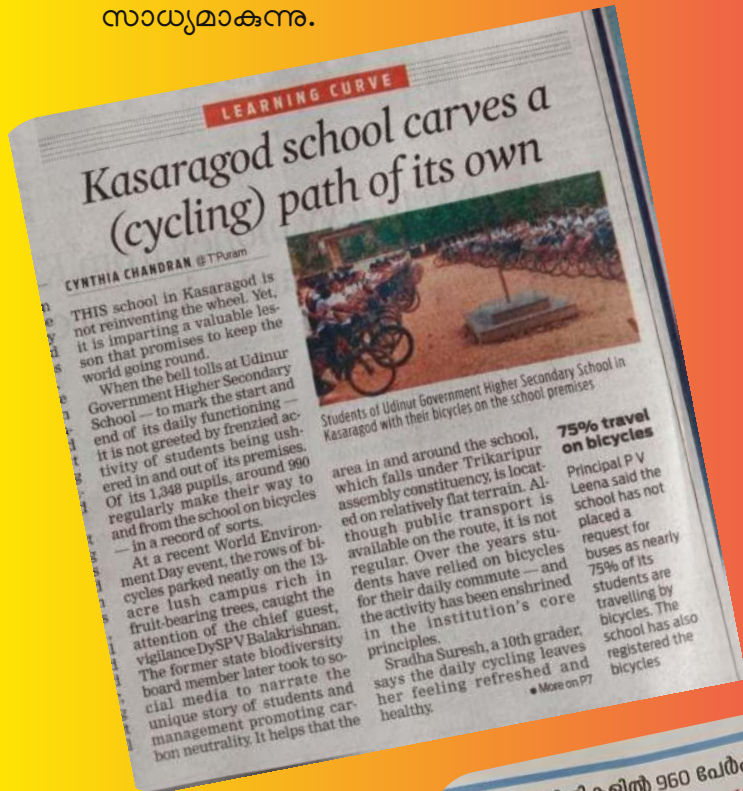 സാധ്യമാകുന്നു.
LEARNING CURVE
Kasaragod school carves a
(cycling) path of its own
CYNTHIA CHANDRAN @ T'Puram
THIS school in Kasaragod is
not reinventing the wheel. Yet,
it is imparting a valuable les-
son that promises to keep the
world going round.
When the bell tolls at Udinur
Government Higher Secondary
School — to mark the start and
end of its daily functioning —
it is not greeted by frenzied ac-
tivity of students being ush-
ered in and out of its premises.
Of its 1,348 pupils, around 990
regularly make their way to
and from the school on bicycles
— in a record of sorts.
At a recent World Environ-
ment Day event, the rows of bi-
cycles parked neatly on the 13-
acre lush campus rich in
fruit-bearing trees, caught the
attention of the chief guest,
vigilance DySP V Balakrishnan.
The former state biodiversity
board member later took to so-
cial media to narrate the
unique story of students and
management promoting car-
bon neutrality. It helps that the
Students of Udinur Government Higher Secondary School in
Kasaragod with their bicycles on the school premises
area in and around the school,
which falls under Trikaripur
assembly constituency, is locat-
ed on relatively flat terrain. Al-
though public transport is
available on the route, it is not
regular. Over the years stu-
dents have relied on bicycles
for their daily commute — and
the activity has been enshrined
in the institution's core
principles.
Sradha Suresh, a 10th grader,
says the daily cycling leaves
her feeling refreshed and
healthy.
● More on P7
75% travel
on bicycles
Principal P V
Leena said the
school has not
placed a
request for
buses as nearly
75% of its
students are
travelling by
bicycles. The
school has also
registered the
bicycles
960 പേർക്ക്